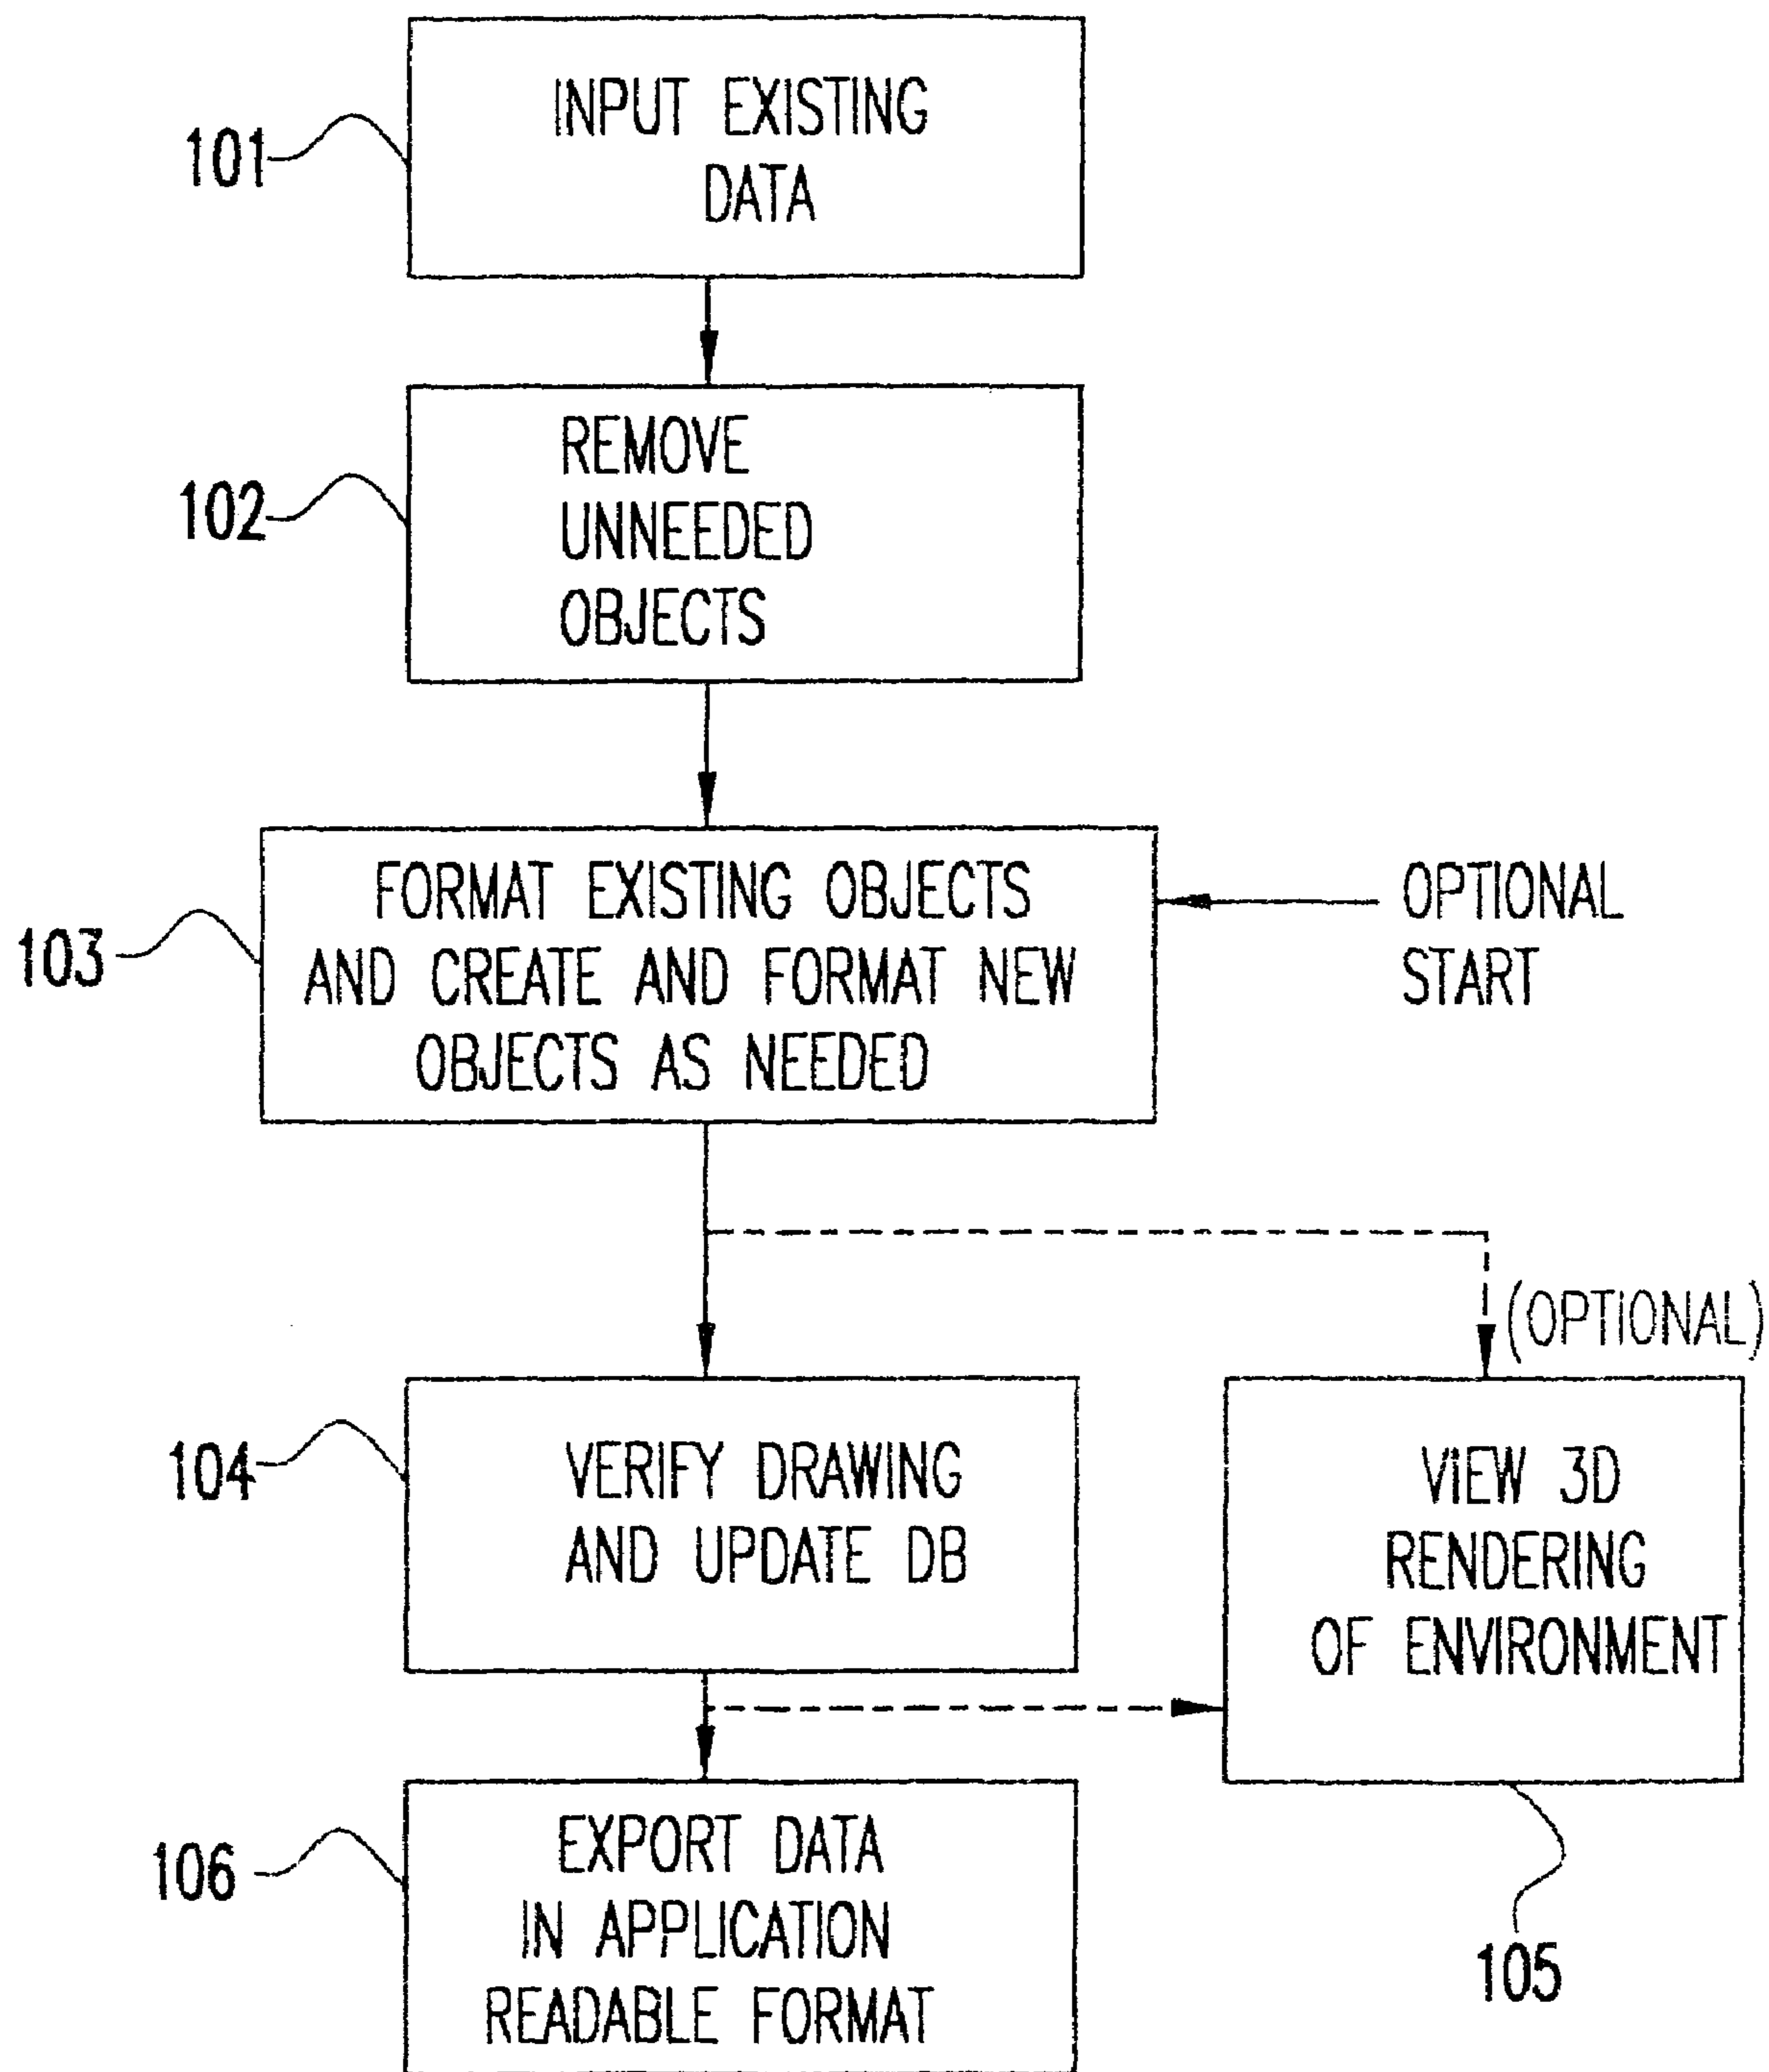 INPUT EXISTING
DATA
101
REMOVE
UNNEEDED
OBJECTS
102
FORMAT EXISTING OBJECTS
AND CREATE AND FORMAT NEW
OBJECTS AS NEEDED
103
OPTIONAL
START
(OPTIONAL)
VERIFY DRAWING
AND UPDATE DB
104
VIEW 3D
RENDERING
OF ENVIRONMENT
105
EXPORT DATA
IN APPLICATION
READABLE FORMAT
106